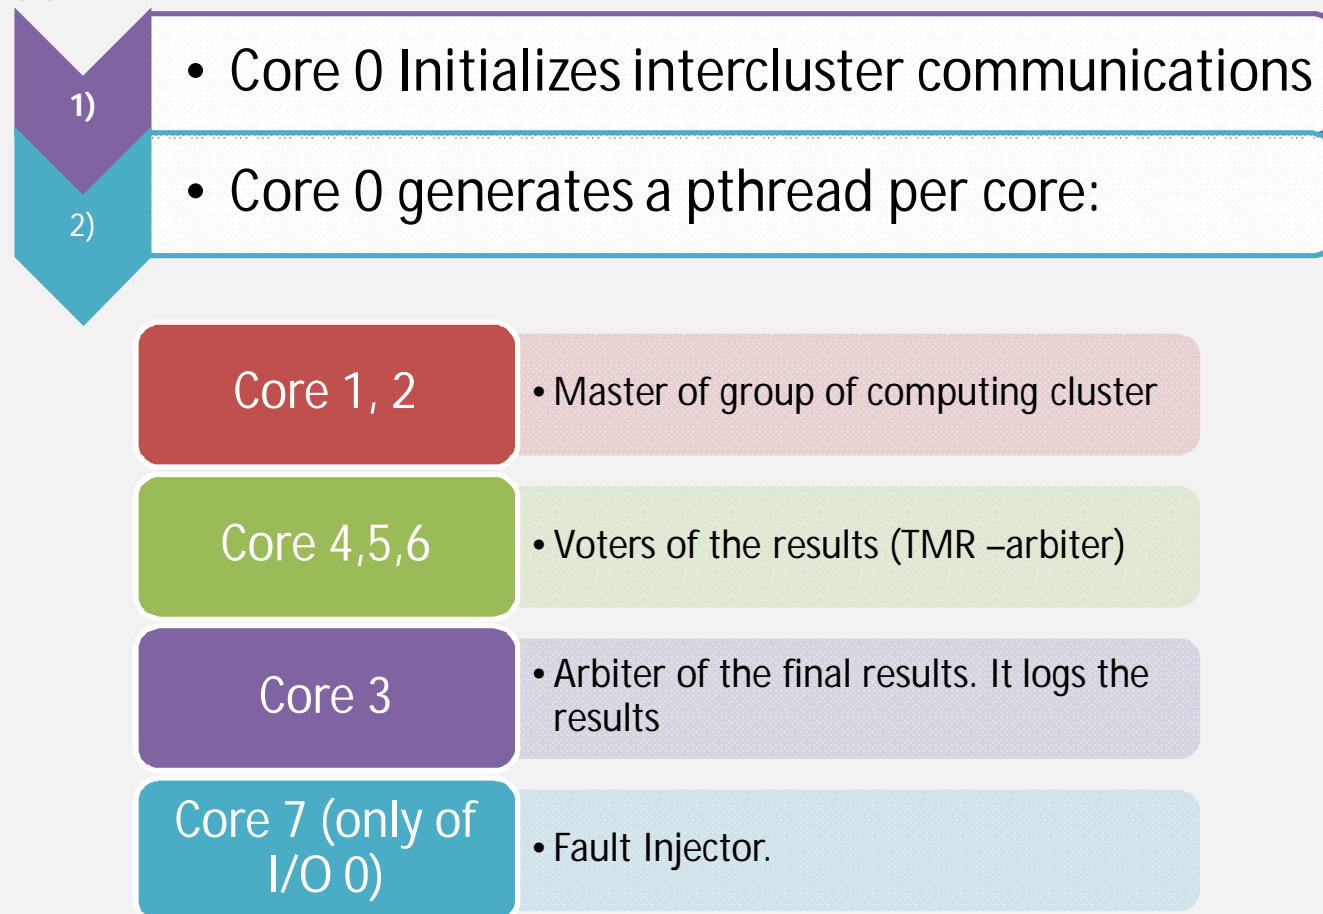 1)
• Core 0 Initializes intercluster communications
2)
• Core 0 generates a pthread per core:
Core 1, 2
• Master of group of computing cluster
Core 4,5,6
• Voters of the results (TMR –arbiter)
Core 3
• Arbiter of the final results. It logs the
results
Core 7 (only of
I/O 0)
• Fault Injector.